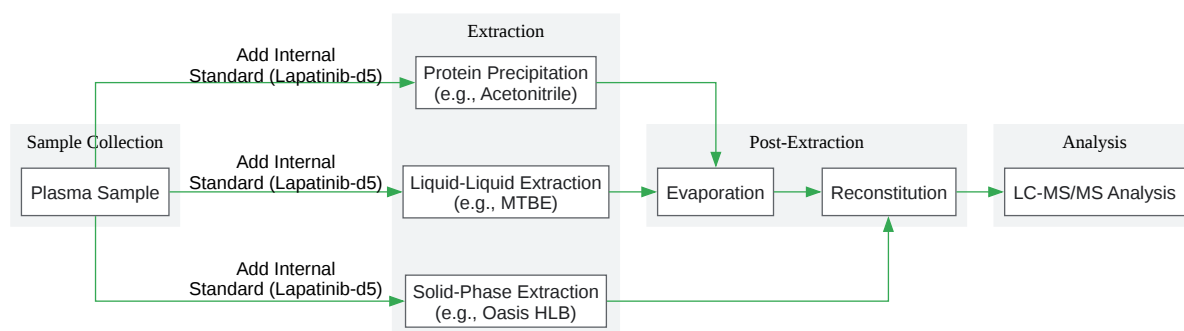 Extraction
Add Internal
Standard (Lapatinib-d5)
Protein Precipitation
(e.g., Acetonitrile)
Sample Collection
Post-Extraction
Analysis
Plasma Sample
Add Internal
Standard (Lapatinib-d5)
Liquid-Liquid Extraction
(e.g., MTBE)
Evaporation
Reconstitution
LC-MS/MS Analysis
Add Internal
Standard (Lapatinib-d5)
Solid-Phase Extraction
(e.g., Oasis HLB)